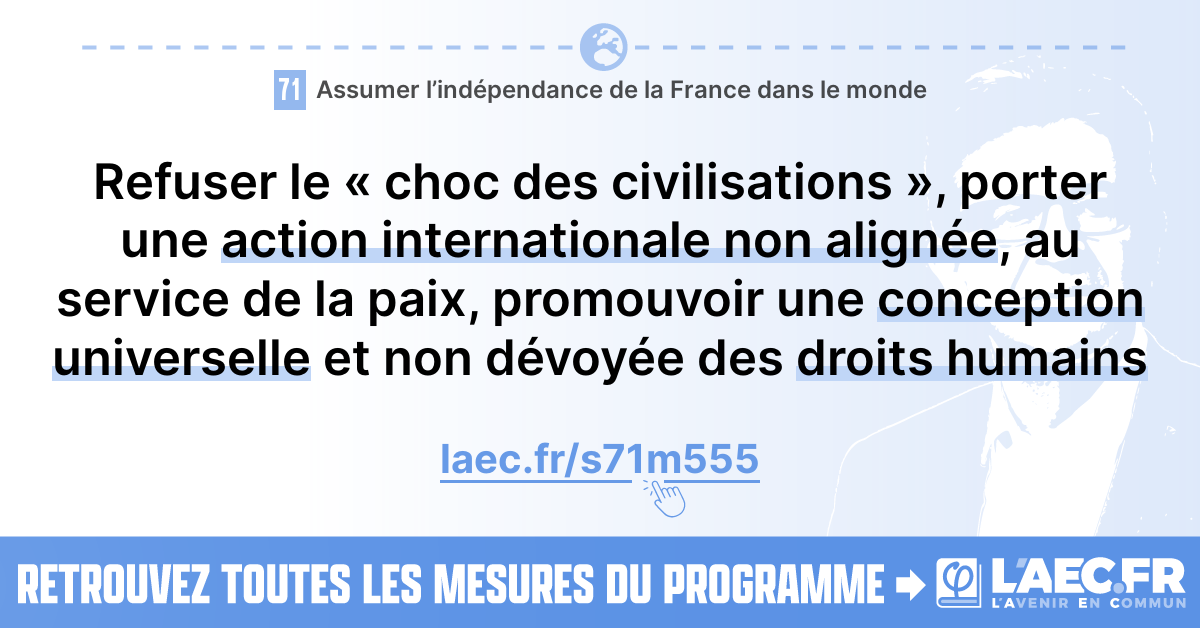 71 Assumer l’indépendance de la France dans le monde
Refuser le « choc des civilisations », porter
une action internationale non alignée, au
service de la paix, promouvoir une conception
universelle et non dévoyée des droits humains
laec.fr/s71m555
RETROUVEZ TOUTES LES MESURES DU PROGRAMME
φ L'AEC.FR
L'AVENIR EN COMMUN